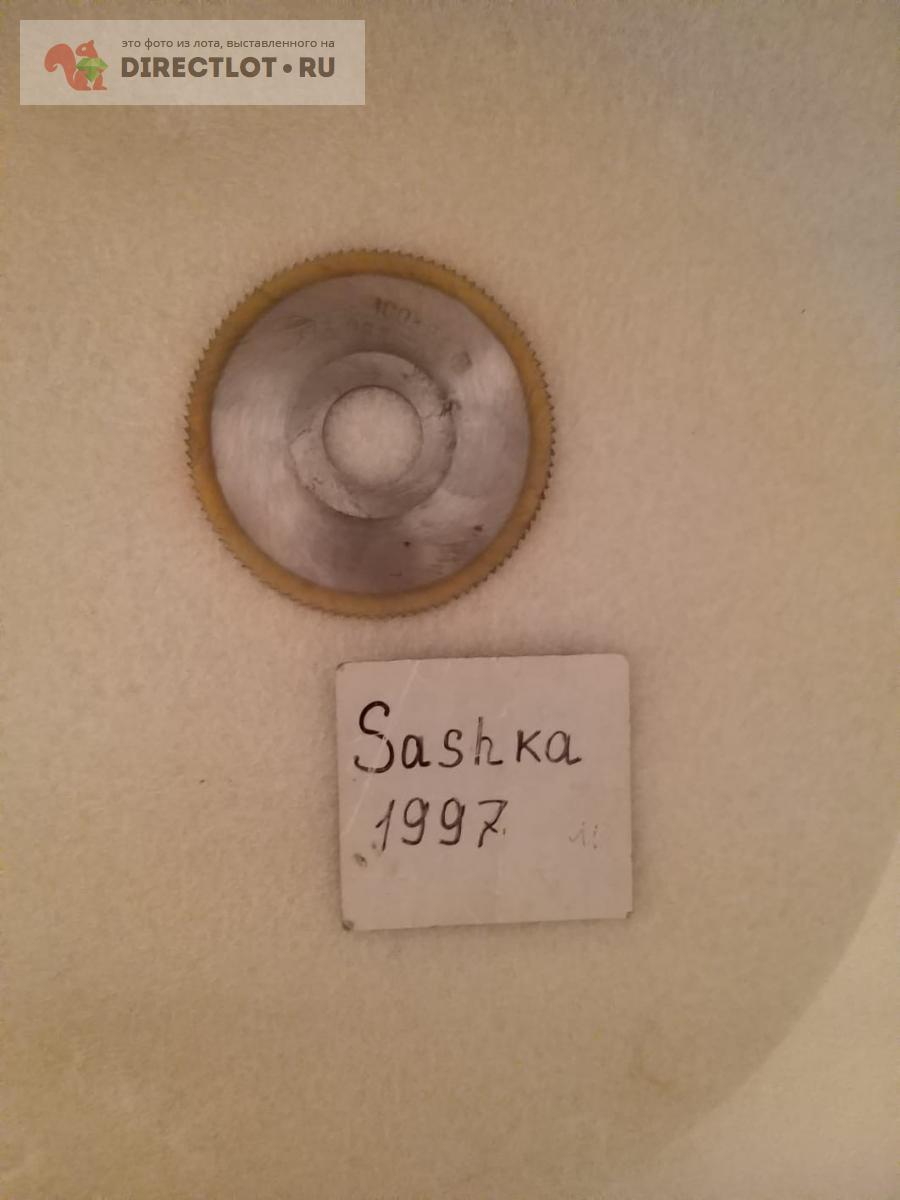 это фото из лота, выставленного на
DIRECTLOT•RU
Sashka
1997